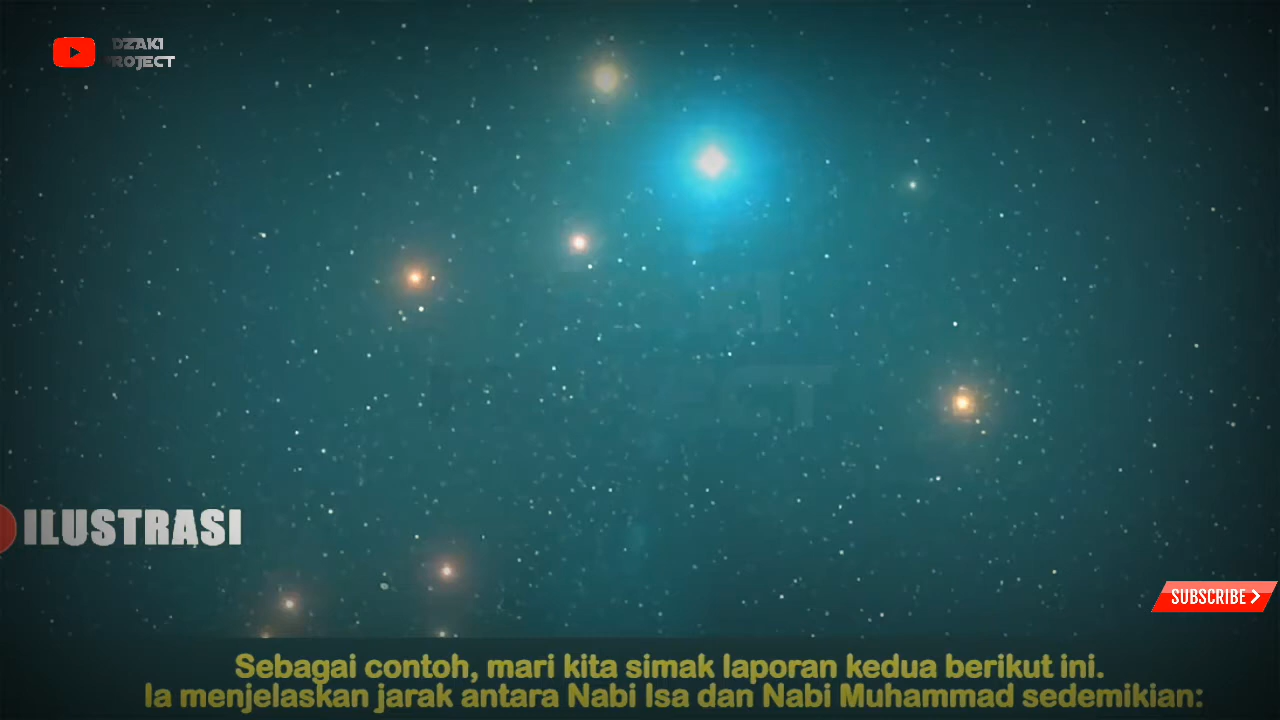 DZAKI
PROJECT
ILUSTRASI
SUBSCRIBE
Sebagai contoh, mari kita simak laporan kedua berikut ini.
Ia menjelaskan jarak antara Nabi Isa dan Nabi Muhammad sedemikian: